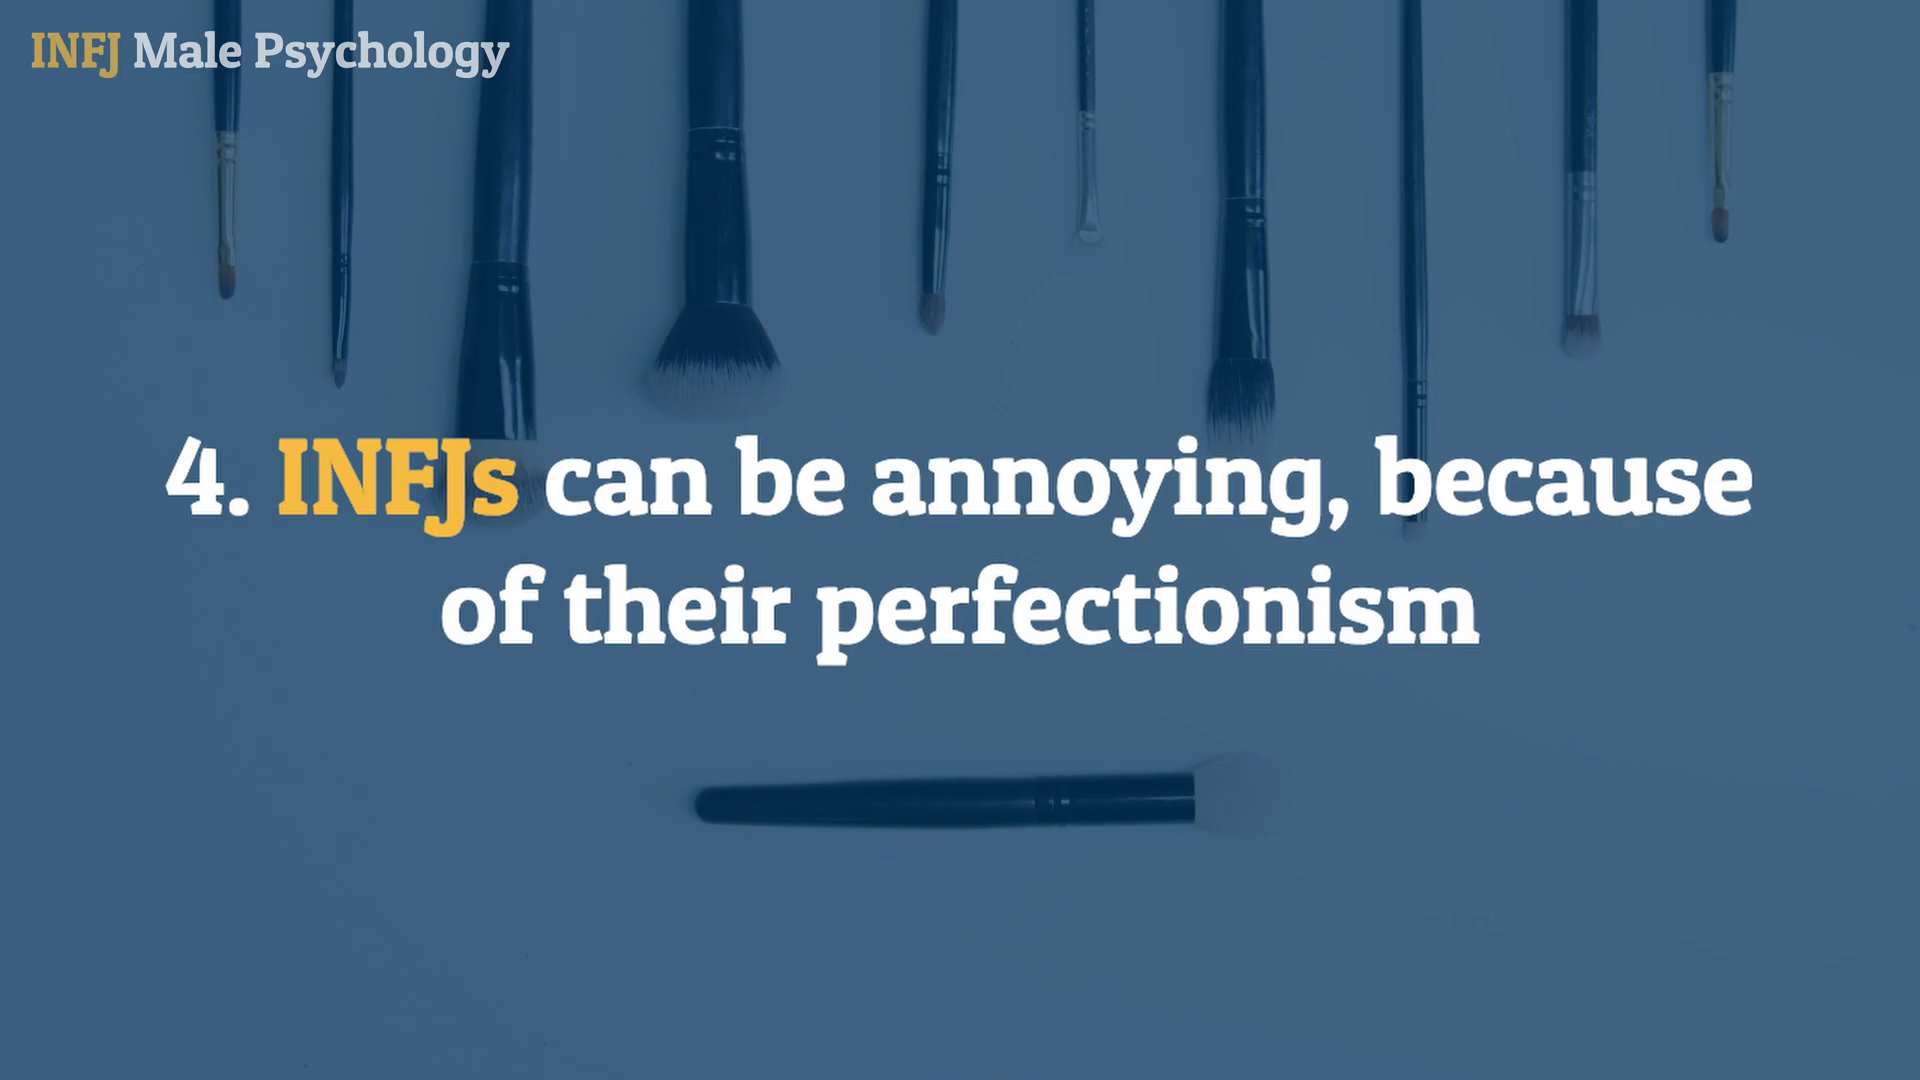 INFJ Male Psychology
4. INFJs can be annoying, because
of their perfectionism